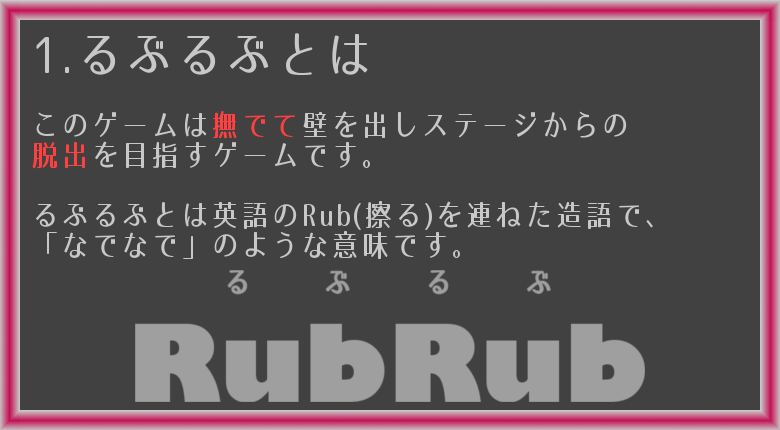 1.るぶるぶとは
このゲームは撫でて壁を出しステージからの
脱出を目指すゲームです。
るぶるぶとは英語のRub(擦る)を連ねた造語で、
「なでなで」のような意味です。
る ぶ る ぶ
RubRub